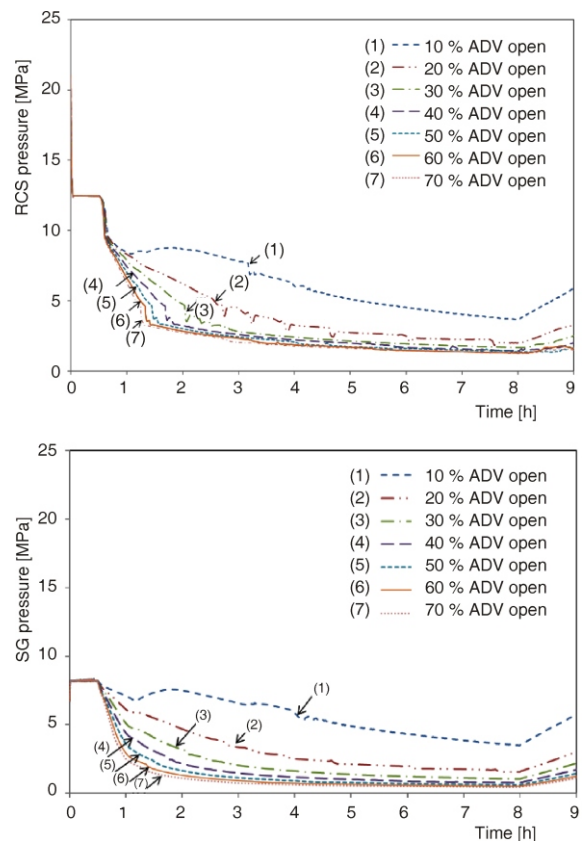 RCS pressure [MPa]
25
20
15
10
5
0
(1) 10 % ADV open
(2) 20 % ADV open
(3) 30 % ADV open
(4) 40 % ADV open
(5) 50 % ADV open
(6) 60 % ADV open
(7) 70 % ADV open
(1)
(2)
(3)
(4)
(5)
(6)
(7)
0 1 2 3 4 5 6 7 8 9
Time [h]
SG pressure [MPa]
25
20
15
10
5
0
(1) 10 % ADV open
(2) 20 % ADV open
(3) 30 % ADV open
(4) 40 % ADV open
(5) 50 % ADV open
(6) 60 % ADV open
(7) 70 % ADV open
(1)
(2)
(3)
(4)
(5)
(6)
(7)
0 1 2 3 4 5 6 7 8 9
Time [h]